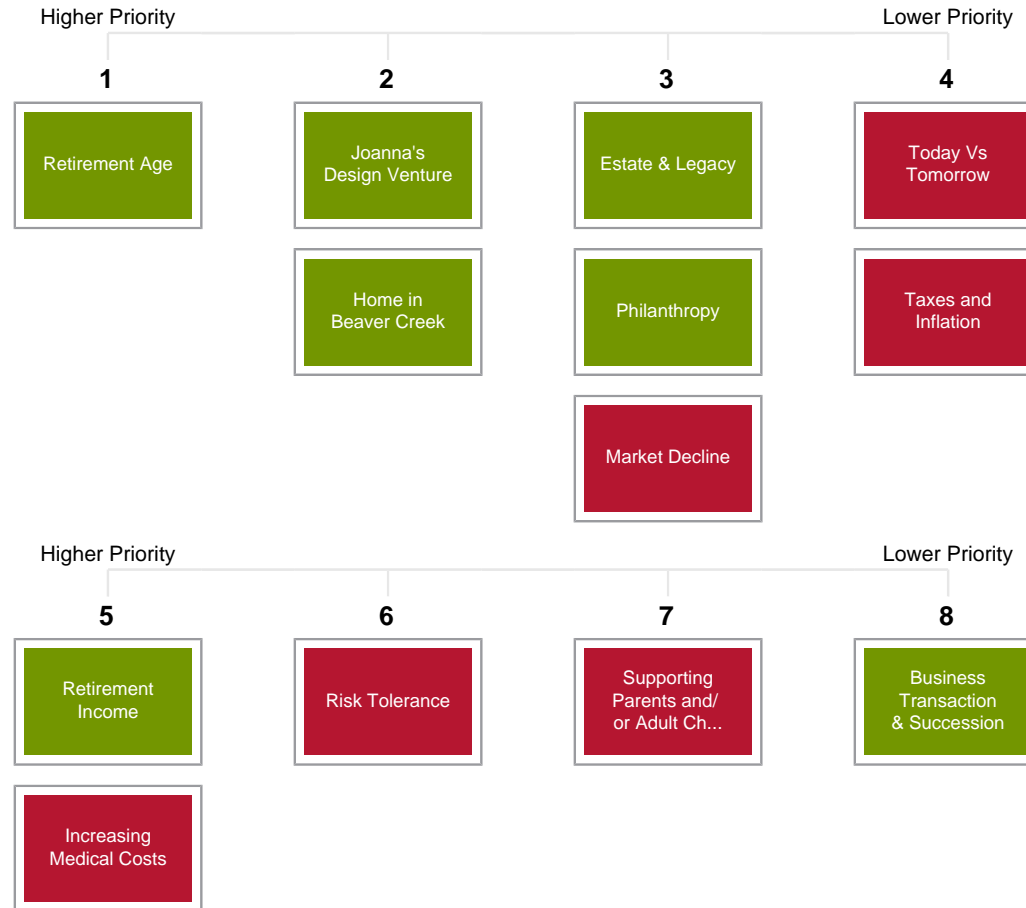 Higher Priority
Lower Priority
1
2
3
4
Retirement Age
Joanna's
Design Venture
Estate & Legacy
Today Vs
Tomorrow
Home in
Beaver Creek
Philanthropy
Taxes and
Inflation
Market Decline
Higher Priority
Lower Priority
5
6
7
8
Retirement
Income
Risk Tolerance
Supporting
Parents and/
or Adult Ch...
Business
Transaction
& Succession
Increasing
Medical Costs